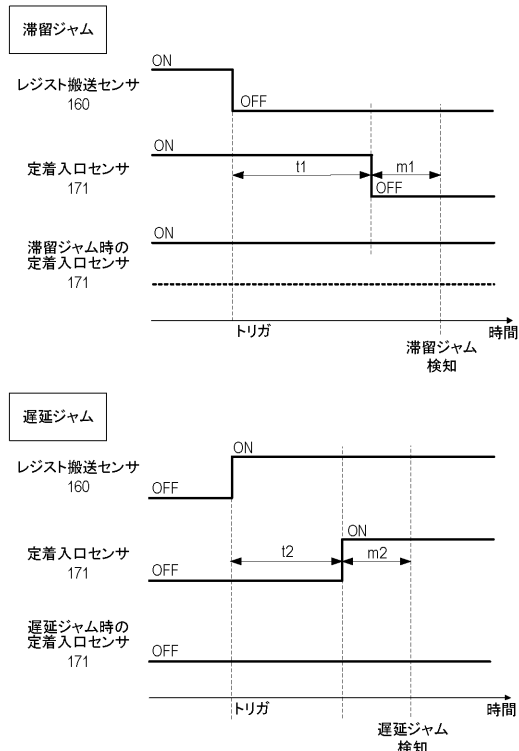 滞留ジャム
ON
レジスト搬送センサ
160
OFF
ON
定着入口センサ
171
t1
m1
OFF
ON
滞留ジャム時の
定着入口センサ
171
トリガ
時間
滞留ジャム
検知
遅延ジャム
ON
レジスト搬送センサ
160
OFF
ON
定着入口センサ
171
t2
m2
OFF
遅延ジャム時の
定着入口センサ
171
OFF
トリガ
時間
遅延ジャム
検知